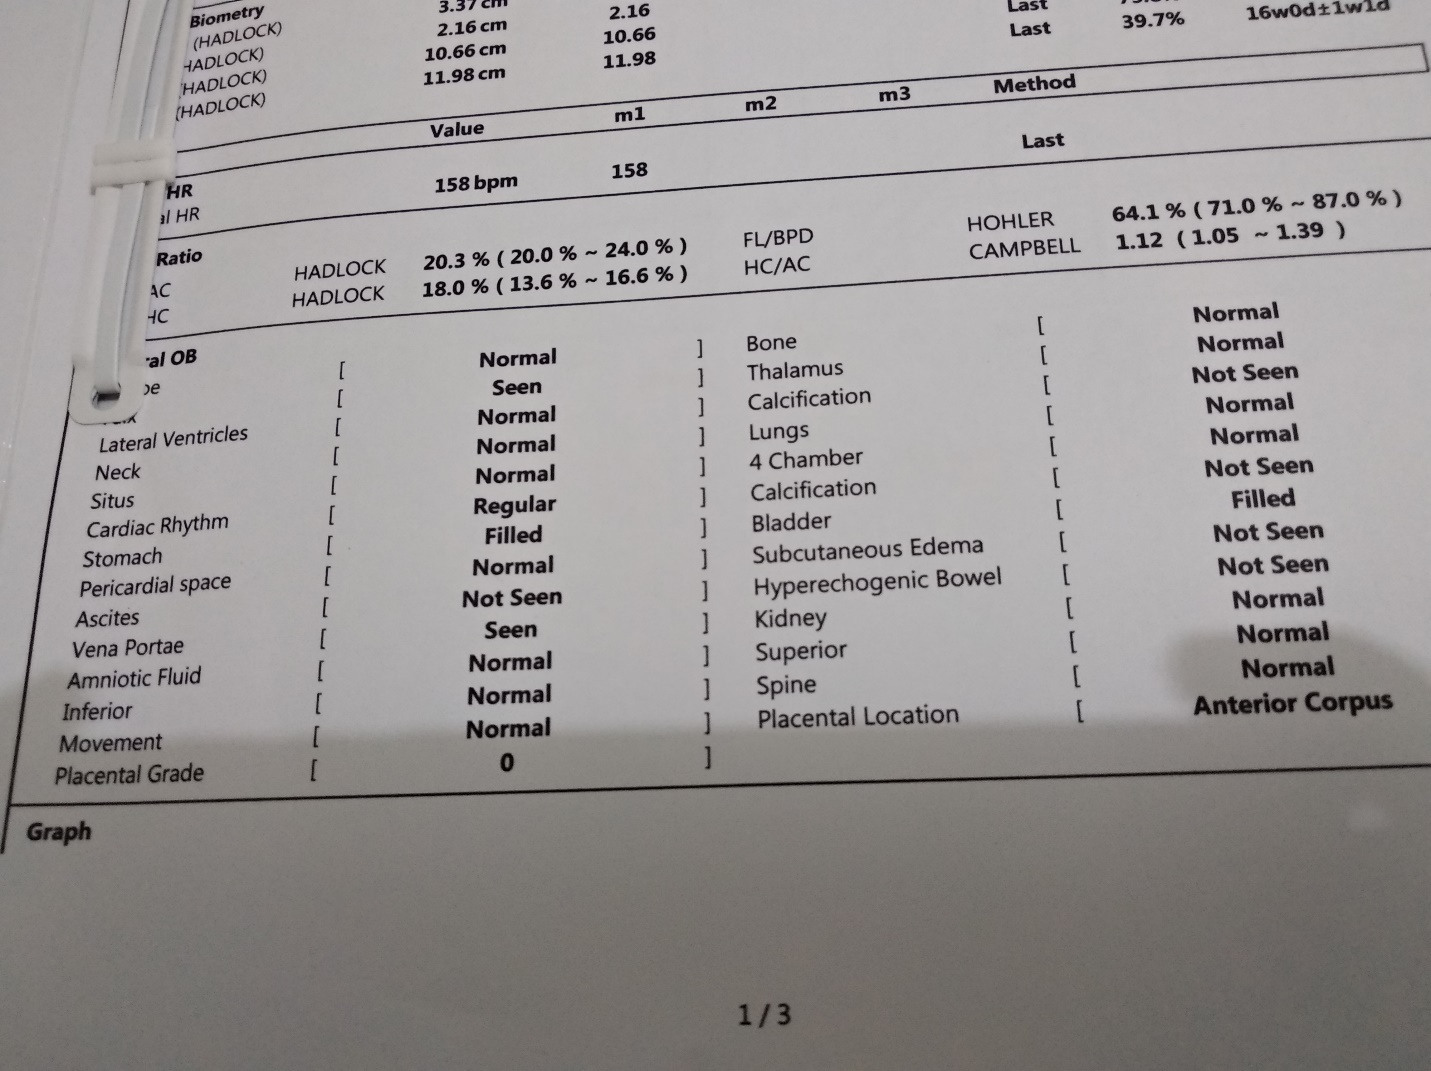 Biometry 3.37 cm Last
(HADLOCK) 2.16 cm 2.16 Last 39.7% 16w0d±1w1d
HADLOCK) 10.66 cm 10.66
(HADLOCK) 11.98 cm 11.98
(HADLOCK)
Value m1 m2 m3 Method
HR Last
al HR 158 bpm 158
Ratio
AC HADLOCK 20.3 % ( 20.0 % ~ 24.0 % ) FL/BPD HOHLER 64.1 % ( 71.0 % ~ 87.0 % )
HC HADLOCK 18.0 % ( 13.6 % ~ 16.6 % ) HC/AC CAMPBELL 1.12 ( 1.05 ~ 1.39 )
ral OB
[ Normal ] Bone [ Normal
[ Seen ] Thalamus [ Normal
Lateral Ventricles [ Normal ] Calcification [ Not Seen
Neck [ Normal ] Lungs [ Normal
Situs [ Normal ] 4 Chamber [ Normal
Cardiac Rhythm [ Regular ] Calcification [ Not Seen
Stomach [ Filled ] Bladder [ Filled
Pericardial space [ Normal ] Subcutaneous Edema [ Not Seen
Ascites [ Not Seen ] Hyperechogenic Bowel [ Not Seen
Vena Portae [ Seen ] Kidney [ Normal
Amniotic Fluid [ Normal ] Superior [ Normal
Inferior [ Normal ] Spine [ Normal
Movement [ Normal ] Placental Location [ Anterior Corpus
Placental Grade [ 0 ]
Graph
1 / 3